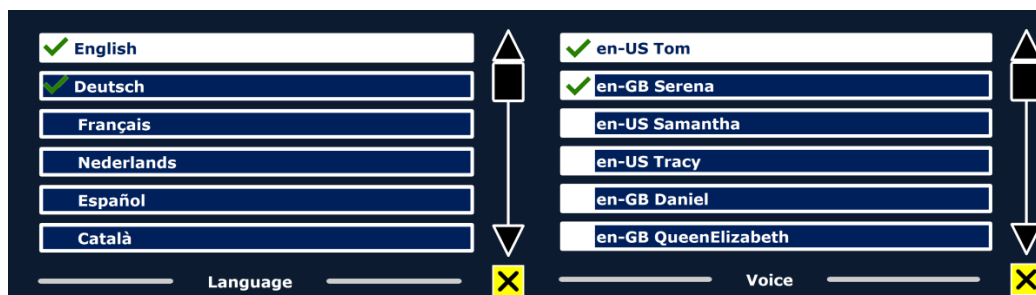 English
Deutsch
Français
Nederlands
Español
Català
Language
en-US Tom
en-GB Serena
en-US Samantha
en-US Tracy
en-GB Daniel
en-GB QueenElizabeth
Voice